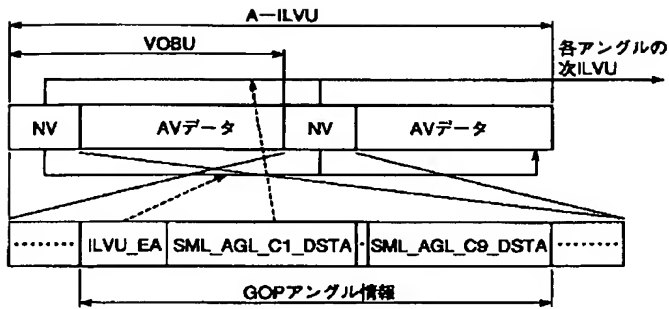 A－ILVU
VOBU
各アングルの
次ILVU
NV
AVデータ
NV
AVデータ
ILVU_EA
SML_AGL_C1_DSTA
SML_AGL_C9_DSTA
GOPアングル情報